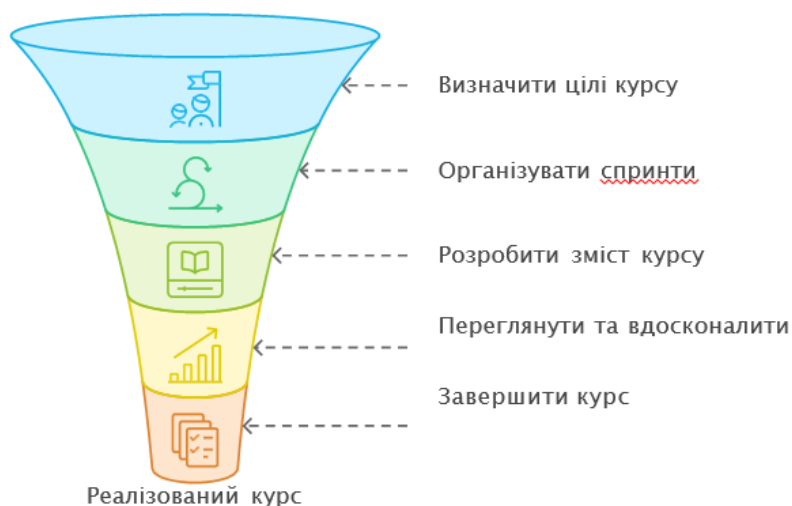 Визначити цілі курсу
Організувати спринти
Розробити зміст курсу
Переглянути та вдосконалити
Завершити курс
Реалізований курс